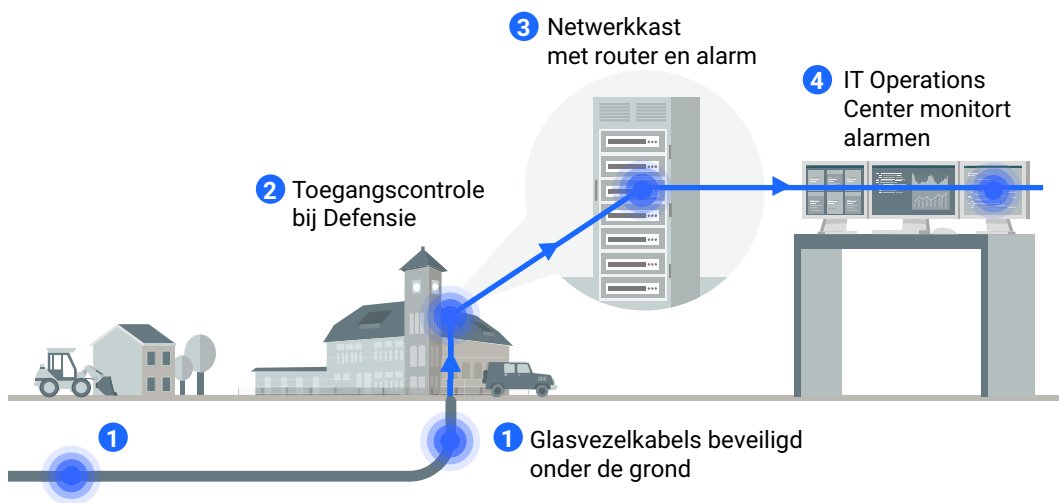 3 Netwerkkast
met router en alarm
4 IT Operations
Center monitort
alarmen
2 Toegangscontrole
bij Defensie
1
1 Glasvezelkabels beveiligd
onder de grond